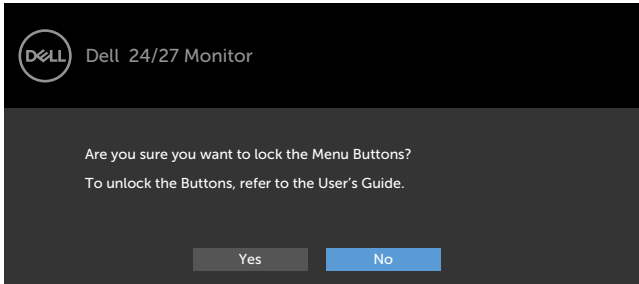 DELL
Dell 24/27 Monitor
Are you sure you want to lock the Menu Buttons?
To unlock the Buttons, refer to the User's Guide.
Yes
No